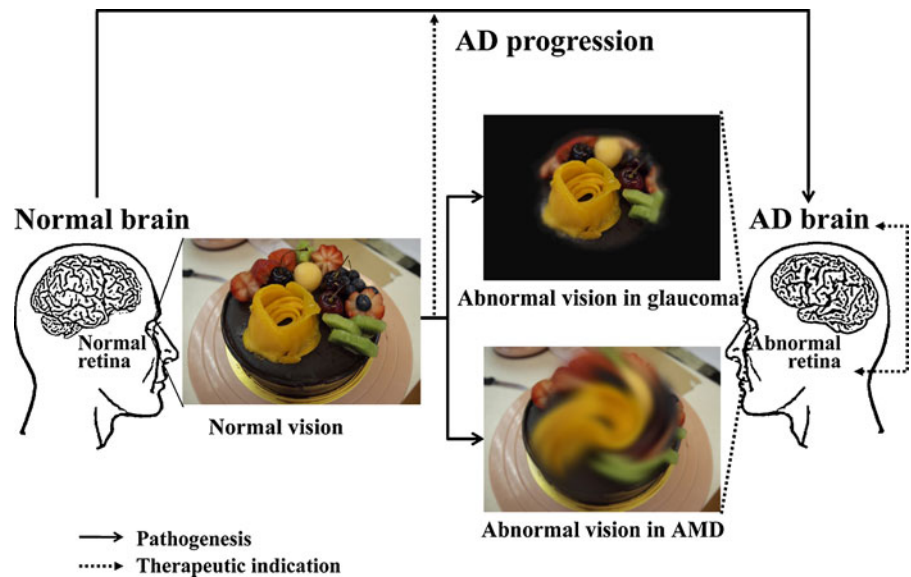 AD progression
Normal brain
AD brain
Normal
retina
Abnormal
retina
Abnormal vision in glaucoma
Normal vision
Abnormal vision in AMD
Pathogenesis
Therapeutic indication